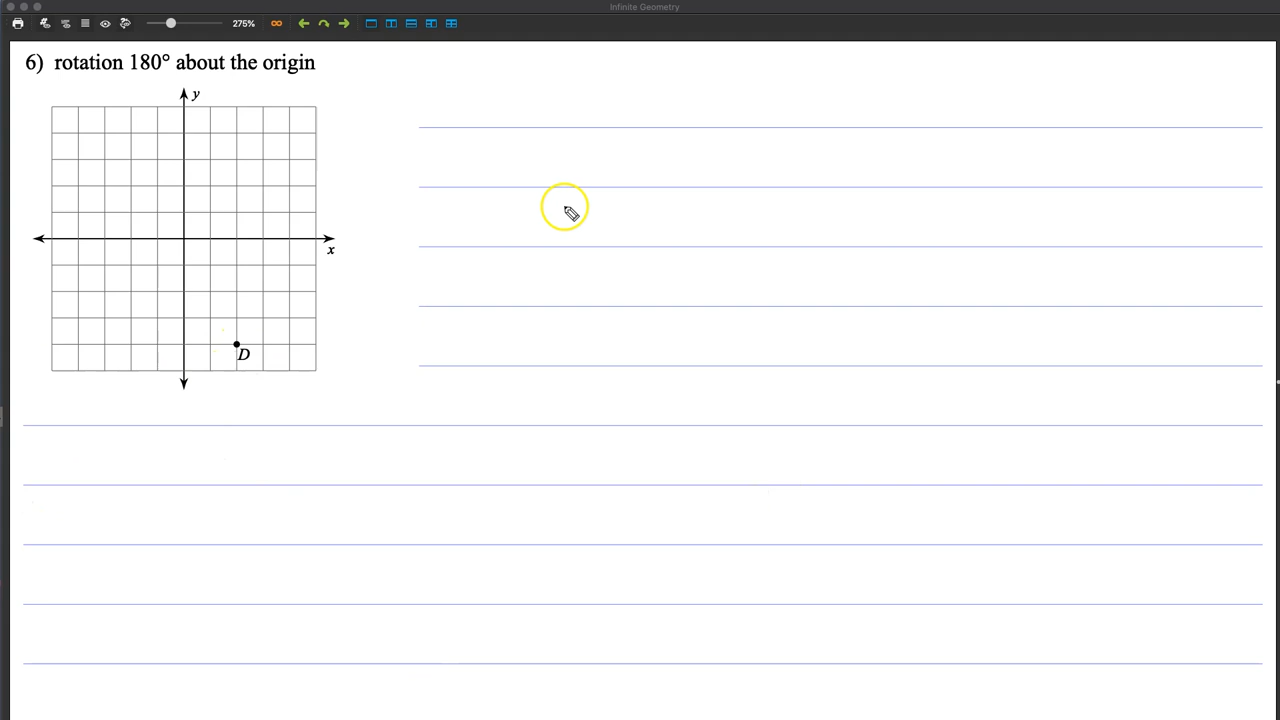 Infinite Geometry
275%
6) rotation 180° about the origin
y
x
D